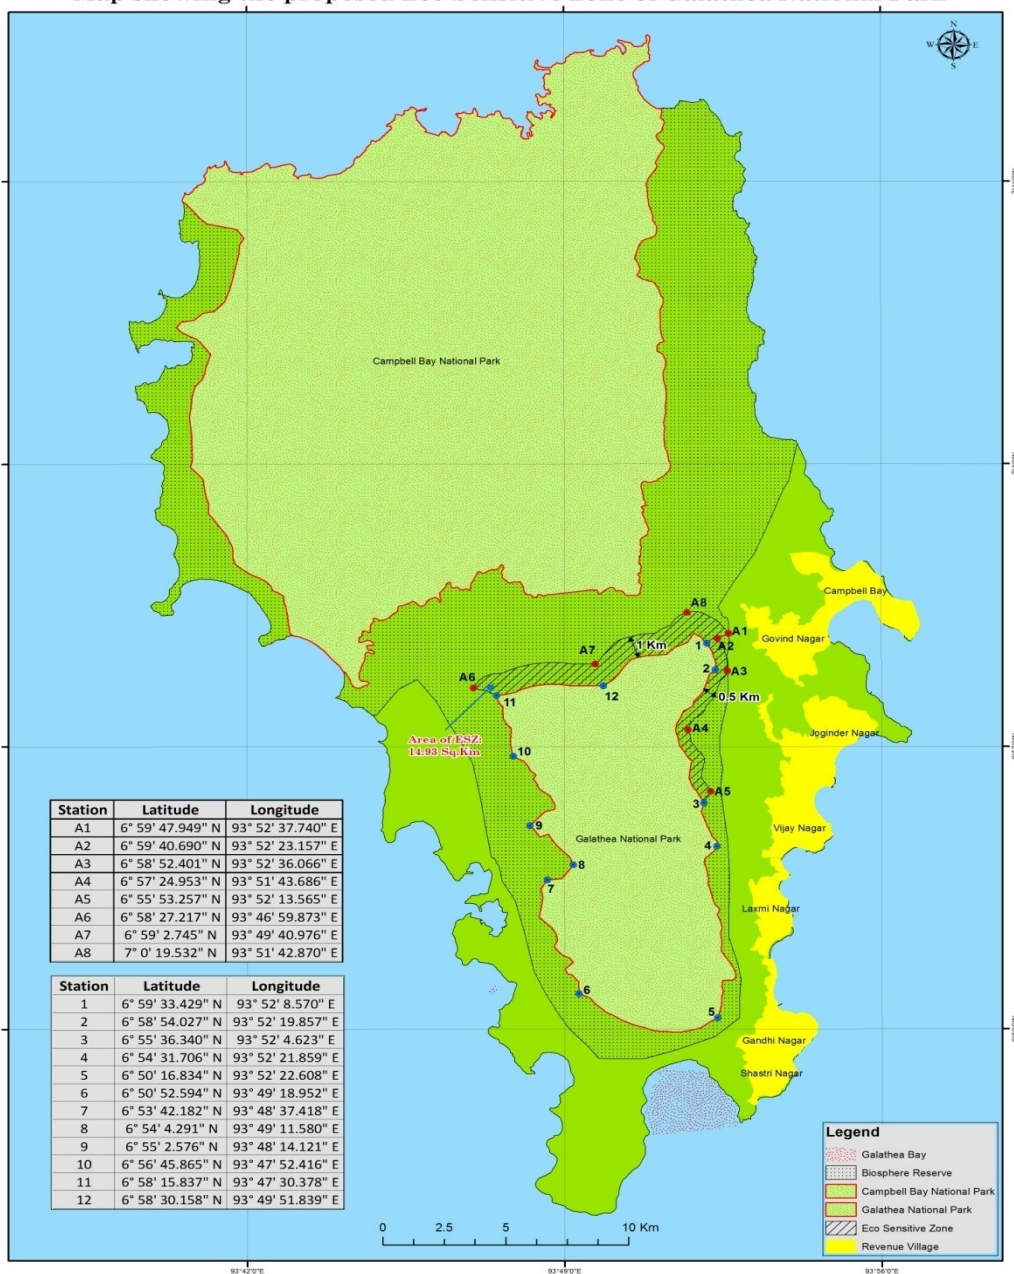 N
W E
S
Campbell Bay National Park
Campbell Bay
Govind Nagar
A8
A1
1
A2
1 Km
A7
2
A3
A6
12
0.5 Km
11
Area of ESZ:
14.93 Sq.Km
A4
Joginder Nagar
10
A5
3
9
Galathea National Park
Vijay Nagar
4
8
7
Laxmi Nagar
6
5
Gandhi Nagar
Shastri Nagar
Station Latitude Longitude
A1 6° 59' 47.949" N 93° 52' 37.740" E
A2 6° 59' 40.690" N 93° 52' 23.157" E
A3 6° 58' 52.401" N 93° 52' 36.066" E
A4 6° 57' 24.953" N 93° 51' 43.686" E
A5 6° 55' 53.257" N 93° 52' 13.565" E
A6 6° 58' 27.217" N 93° 46' 59.873" E
A7 6° 59' 2.745" N 93° 49' 40.976" E
A8 7° 0' 19.532" N 93° 51' 42.870" E
Station Latitude Longitude
1 6° 59' 33.429" N 93° 52' 8.570" E
2 6° 58' 54.027" N 93° 52' 19.857" E
3 6° 55' 36.340" N 93° 52' 4.623" E
4 6° 54' 31.706" N 93° 52' 21.859" E
5 6° 50' 16.834" N 93° 52' 22.608" E
6 6° 50' 52.594" N 93° 49' 18.952" E
7 6° 53' 42.182" N 93° 48' 37.418" E
8 6° 54' 4.291" N 93° 49' 11.580" E
9 6° 55' 2.576" N 93° 48' 14.121" E
10 6° 56' 45.865" N 93° 47' 52.416" E
11 6° 58' 15.837" N 93° 47' 30.378" E
12 6° 58' 30.158" N 93° 49' 51.839" E
0 2.5 5 10 Km
Legend
Galathea Bay
Biosphere Reserve
Campbell Bay National Park
Galathea National Park
Eco Sensitive Zone
Revenue Village
93°42'0"E 93°49'0"E 93°56'0"E